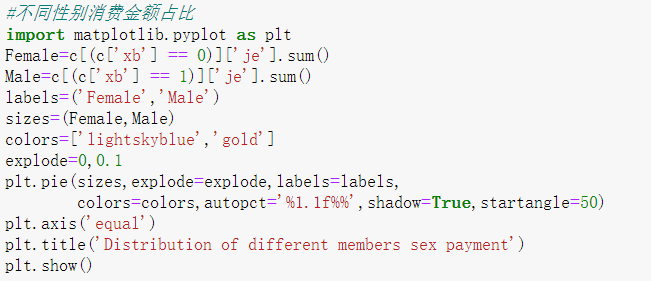 #不同性别消费金额占比
import matplotlib.pyplot as plt
Female=c[(c['xb'] == 0)]['je'].sum()
Male=c[(c['xb'] == 1)]['je'].sum()
labels=('Female','Male')
sizes=(Female,Male)
colors=['lightskyblue','gold']
explode=0,0.1
plt.pie(sizes,explode=explode,labels=labels,
        colors=colors,autopct='%1.1f%%',shadow=True,startangle=50)
plt.axis('equal')
plt.title('Distribution of different members sex payment')
plt.show()